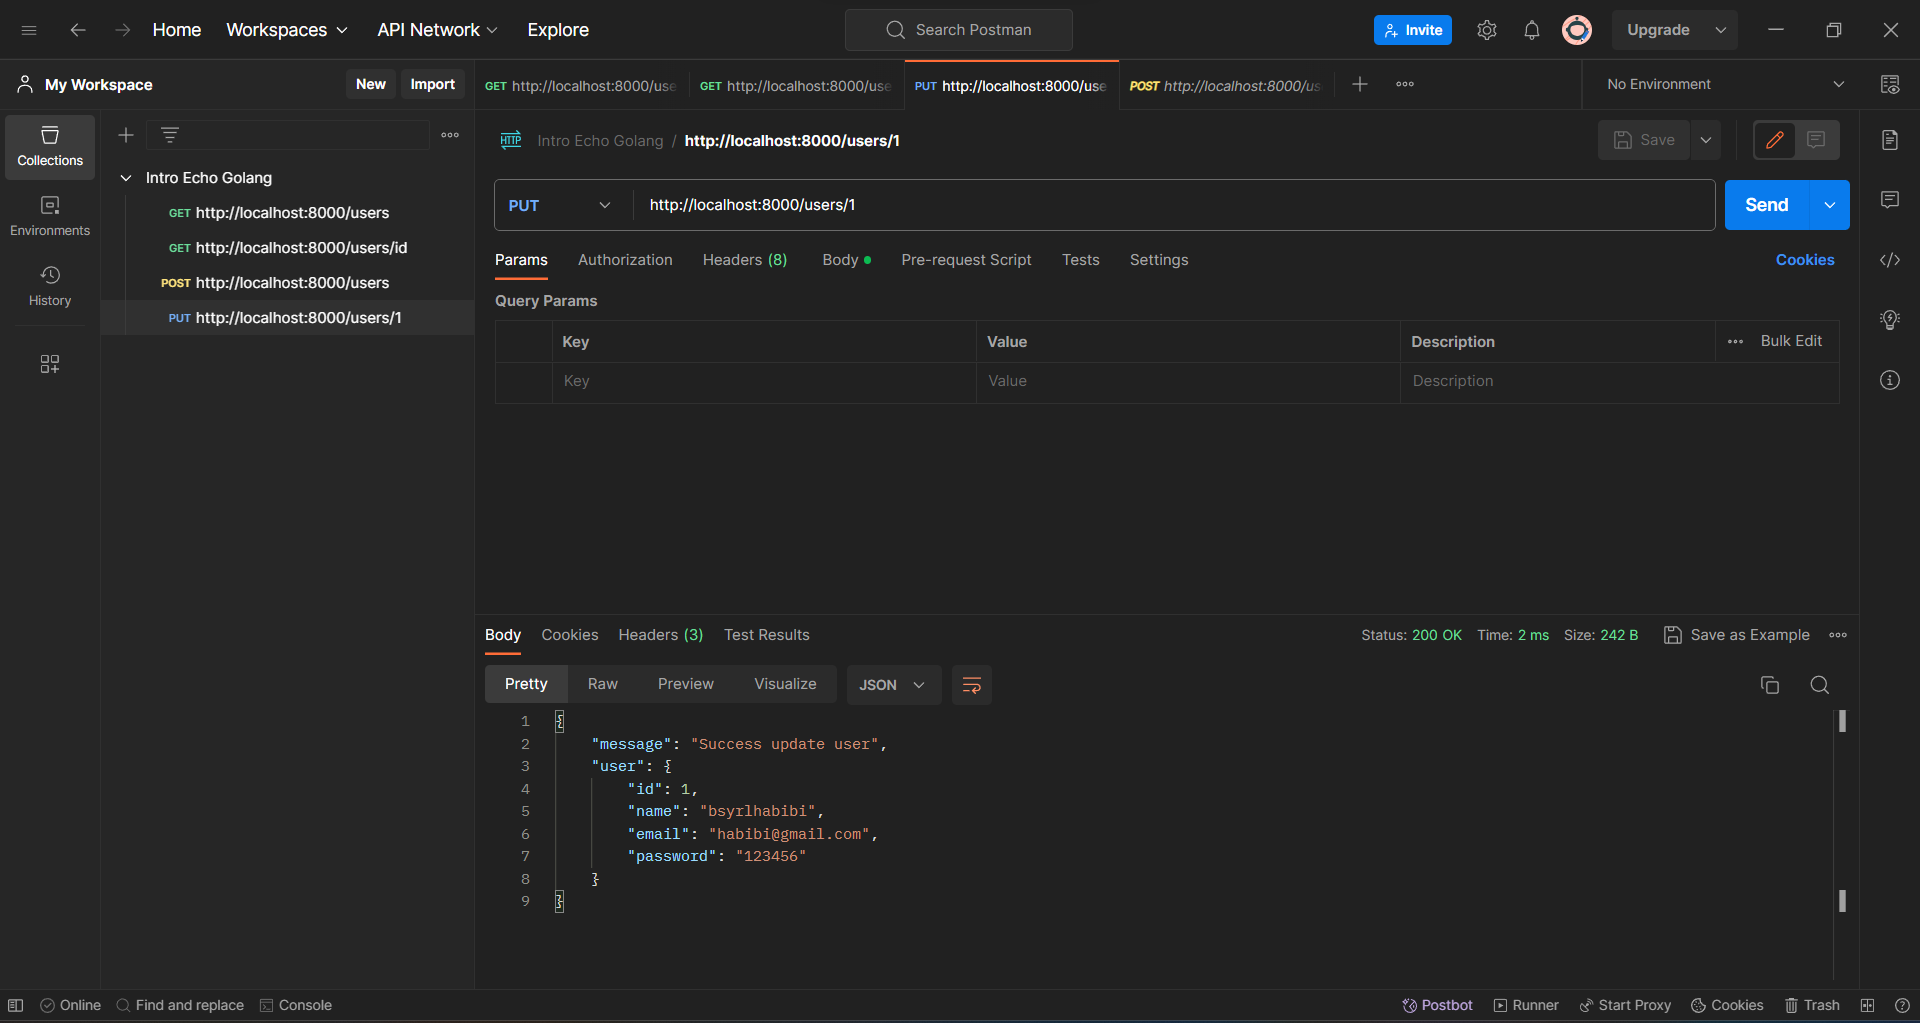 Home Workspaces API Network Explore Search Postman Invite Upgrade
My Workspace New Import GET http://localhost:8000/use GET http://localhost:8000/use PUT http://localhost:8000/use POST http://localhost:8000/us No Environment
Collections
Environments
History
Intro Echo Golang
GET http://localhost:8000/users
GET http://localhost:8000/users/id
POST http://localhost:8000/users
PUT http://localhost:8000/users/1
HTTP Intro Echo Golang / http://localhost:8000/users/1 Save
PUT http://localhost:8000/users/1 Send
Params Authorization Headers (8) Body Pre-request Script Tests Settings Cookies
Query Params
Key Value Description Bulk Edit
Key Value Description
Body Cookies Headers (3) Test Results Status: 200 OK Time: 2 ms Size: 242 B Save as Example
Pretty Raw Preview Visualize JSON
1 {
2 "message": "Success update user",
3 "user": {
4 "id": 1,
5 "name": "bsyrlhabibi",
6 "email": "habibi@gmail.com",
7 "password": "123456"
8 }
9 }
Online Find and replace Console Postbot Runner Start Proxy Cookies Trash